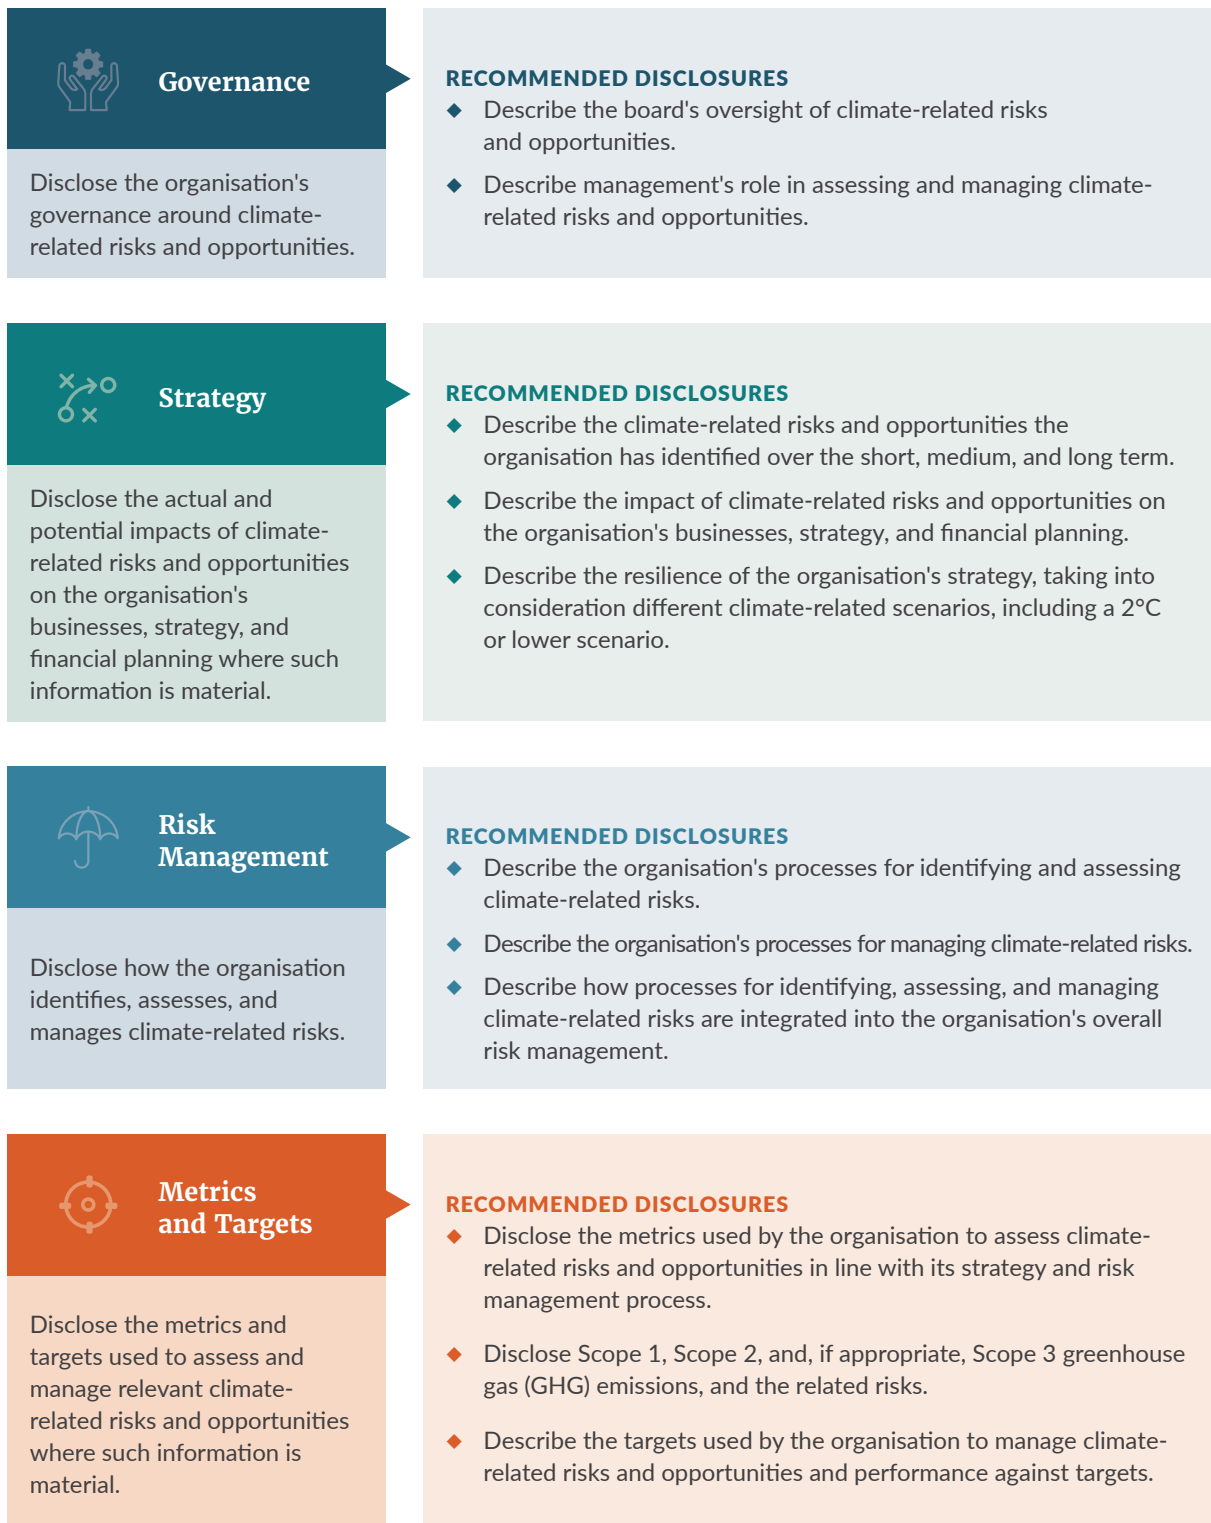 Governance
Disclose the organisation's
governance around climate-
related risks and opportunities.
RECOMMENDED DISCLOSURES
◆ Describe the board's oversight of climate-related risks
and opportunities.
◆ Describe management's role in assessing and managing climate-
related risks and opportunities.
Strategy
Disclose the actual and
potential impacts of climate-
related risks and opportunities
on the organisation's
businesses, strategy, and
financial planning where such
information is material.
RECOMMENDED DISCLOSURES
◆ Describe the climate-related risks and opportunities the
organisation has identified over the short, medium, and long term.
◆ Describe the impact of climate-related risks and opportunities on
the organisation's businesses, strategy, and financial planning.
◆ Describe the resilience of the organisation's strategy, taking into
consideration different climate-related scenarios, including a 2°C
or lower scenario.
Risk
Management
Disclose how the organisation
identifies, assesses, and
manages climate-related risks.
RECOMMENDED DISCLOSURES
◆ Describe the organisation's processes for identifying and assessing
climate-related risks.
◆ Describe the organisation's processes for managing climate-related risks.
◆ Describe how processes for identifying, assessing, and managing
climate-related risks are integrated into the organisation's overall
risk management.
Metrics
and Targets
Disclose the metrics and
targets used to assess and
manage relevant climate-
related risks and opportunities
where such information is
material.
RECOMMENDED DISCLOSURES
◆ Disclose the metrics used by the organisation to assess climate-
related risks and opportunities in line with its strategy and risk
management process.
◆ Disclose Scope 1, Scope 2, and, if appropriate, Scope 3 greenhouse
gas (GHG) emissions, and the related risks.
◆ Describe the targets used by the organisation to manage climate-
related risks and opportunities and performance against targets.